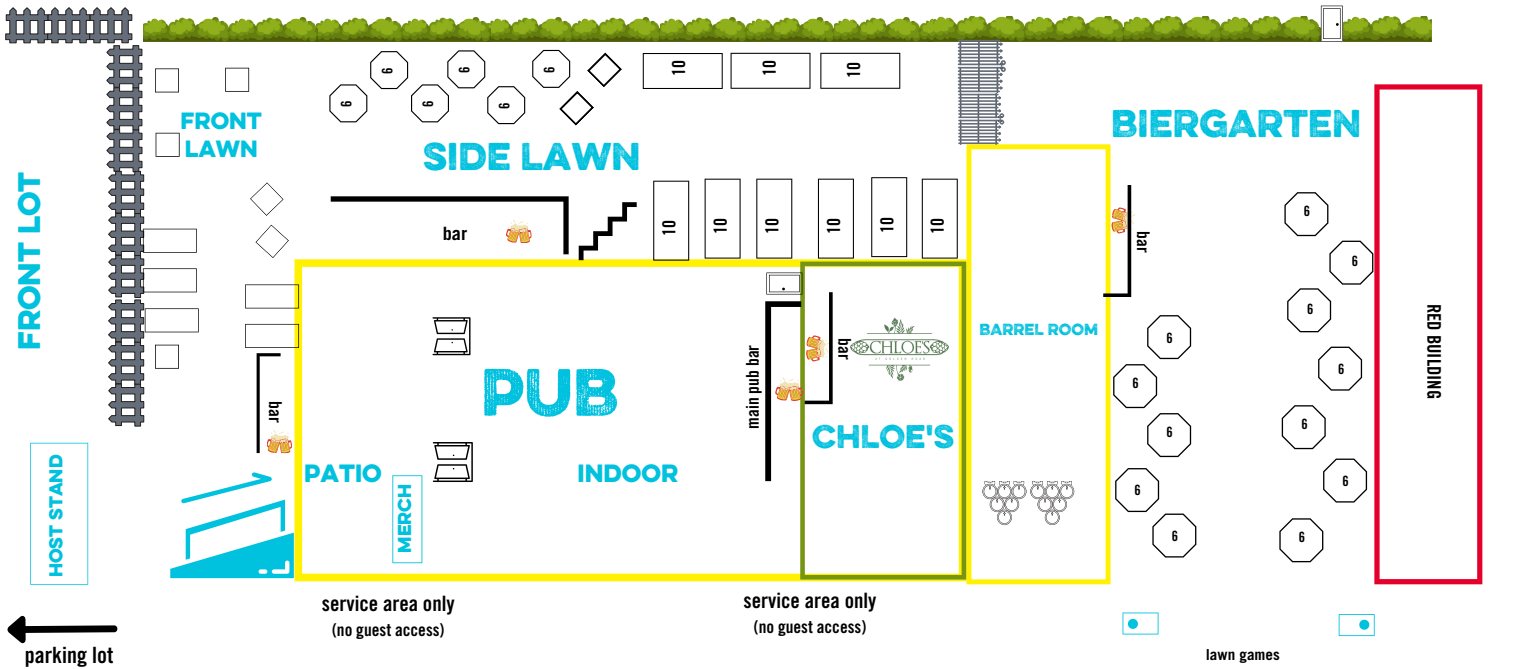 6
6
6
6
6
6
10
10
10
FRONT
LAWN
SIDE LAWN
BIERGARTEN
FRONT LOT
bar
10
10
10
10
10
10
bar
6
6
6
6
6
6
6
6
6
6
6
6
BARREL ROOM
RED BUILDING
main pub bar
bar
CHLOE'S
PUB
bar
CHLOE'S
PATIO
INDOOR
MERCH
HOST STAND
service area only
(no guest access)
service area only
(no guest access)
parking lot
lawn games